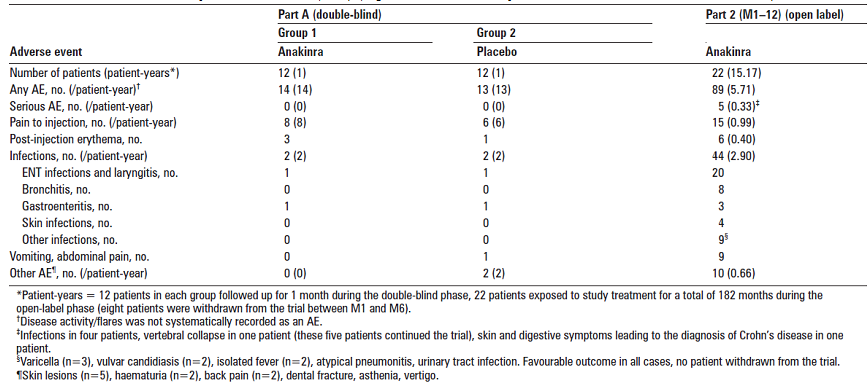 Part A (double-blind) Part 2 (M1–12) (open label)
Group 1 Group 2
Adverse event Anakinra Placebo Anakinra
Number of patients (patient-years*) 12 (1) 12 (1) 22 (15.17)
Any AE, no. (/patient-year)† 14 (14) 13 (13) 89 (5.71)
Serious AE, no. (/patient-year) 0 (0) 0 (0) 5 (0.33)‡
Pain to injection, no. (/patient-year) 8 (8) 6 (6) 15 (0.99)
Post-injection erythema, no. 3 1 6 (0.40)
Infections, no. (/patient-year) 2 (2) 2 (2) 44 (2.90)
ENT infections and laryngitis, no. 1 1 20
Bronchitis, no. 0 0 8
Gastroenteritis, no. 1 1 3
Skin infections, no. 0 0 4
Other infections, no. 0 0 9§
Vomiting, abdominal pain, no. 0 1 9
Other AE¶, no. (/patient-year) 0 (0) 2 (2) 10 (0.66)
*Patient-years = 12 patients in each group followed up for 1 month during the double-blind phase, 22 patients exposed to study treatment for a total of 182 months during the
open-label phase (eight patients were withdrawn from the trial between M1 and M6).
†Disease activity/flares was not systematically recorded as an AE.
‡Infections in four patients, vertebral collapse in one patient (these five patients continued the trial), skin and digestive symptoms leading to the diagnosis of Crohn's disease in one
patient.
§Varicella (n=3), vulvar candidiasis (n=2), isolated fever (n=2), atypical pneumonitis, urinary tract infection. Favourable outcome in all cases, no patient withdrawn from the trial.
¶Skin lesions (n=5), haematuria (n=2), back pain (n=2), dental fracture, asthenia, vertigo.